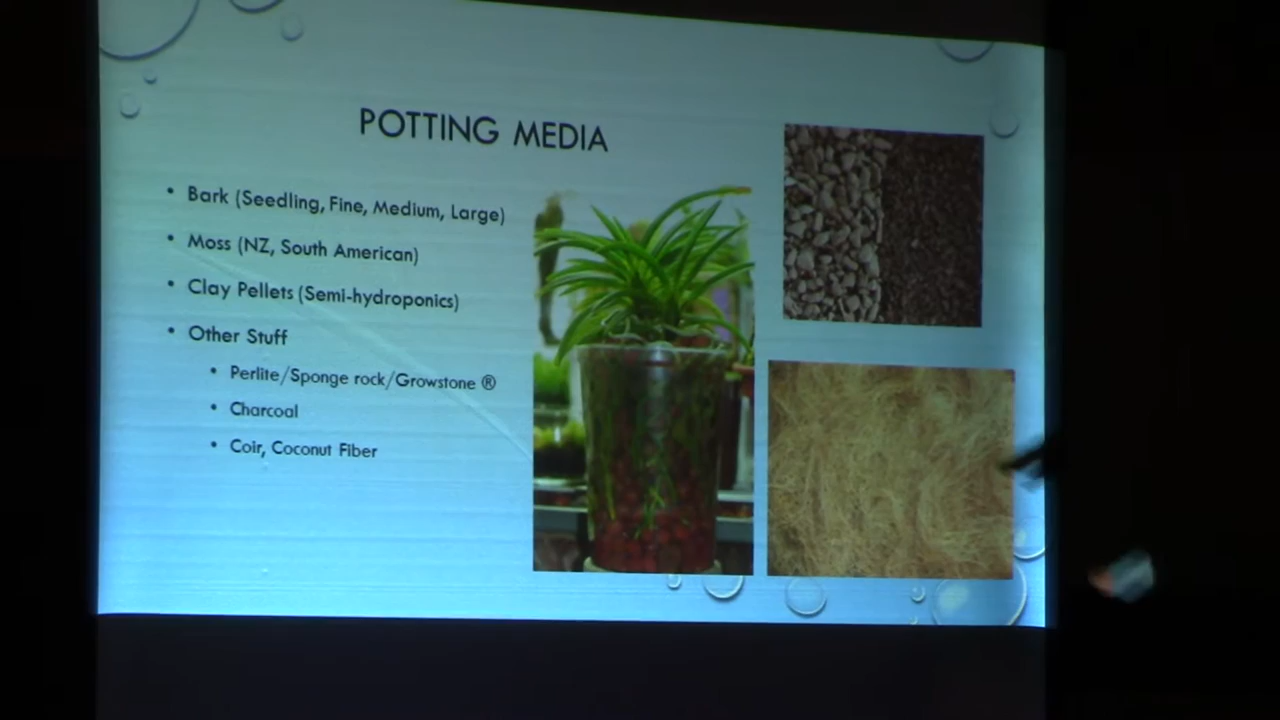 POTTING MEDIA
• Bark (Seedling, Fine, Medium, Large)
• Moss (NZ, South American)
• Clay Pellets (Semi-hydroponics)
• Other Stuff
• Perlite/Sponge rock/Growstone ®
• Charcoal
• Coir, Coconut Fiber